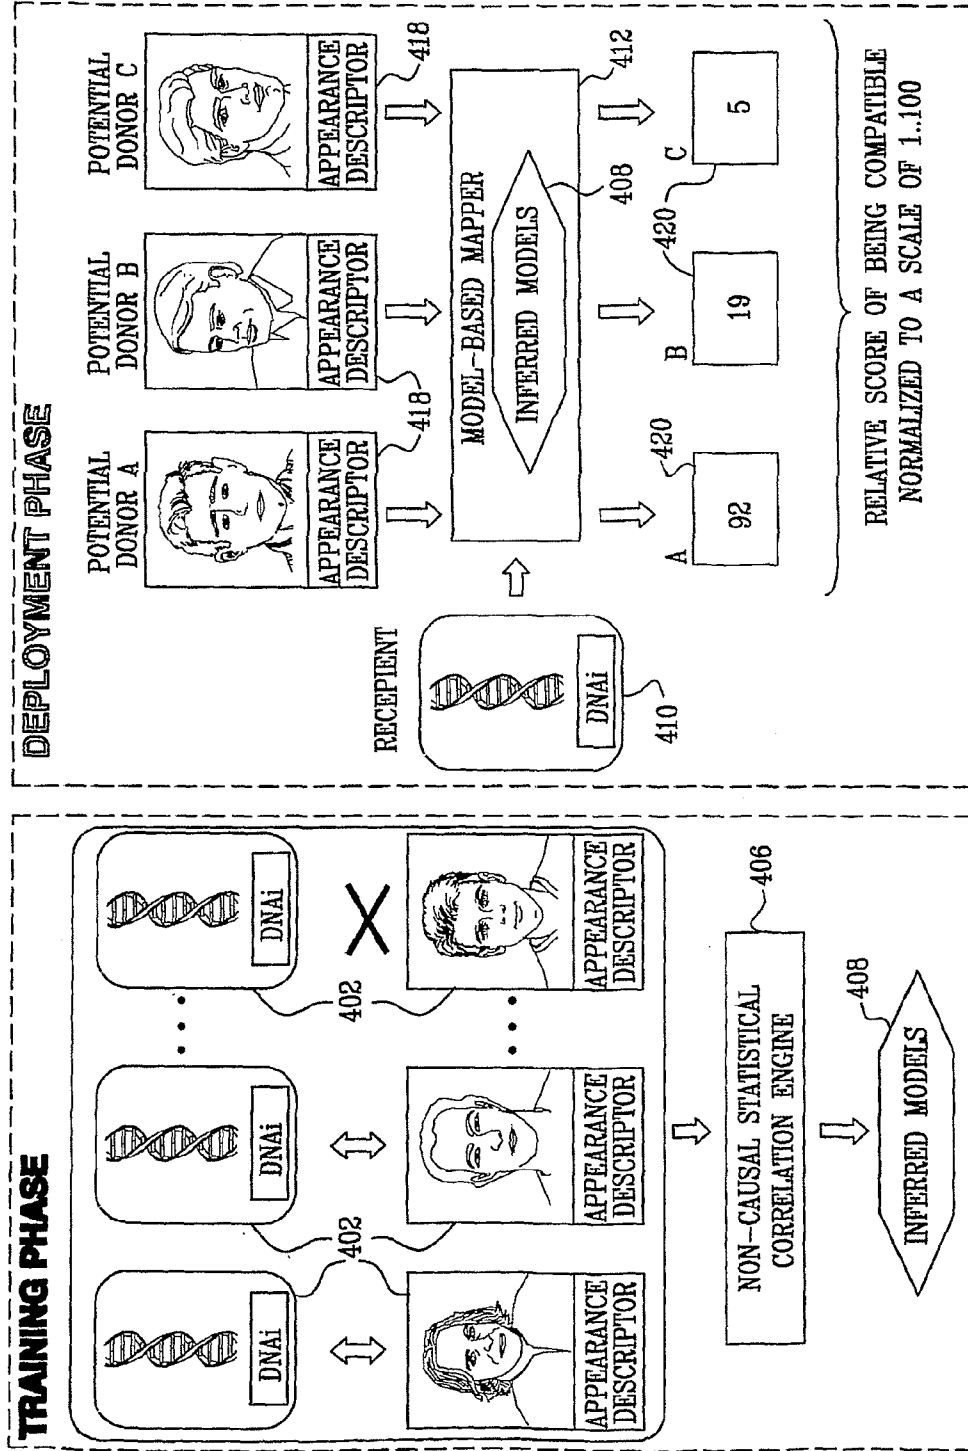 TRAINING PHASE
DNAi
DNAi
DNAi
402
402
APPEARANCE
DESCRIPTOR
APPEARANCE
DESCRIPTOR
APPEARANCE
DESCRIPTOR
NON-CAUSAL STATISTICAL
CORRELATION ENGINE
406
408
INFERRED MODELS
DEPLOYMENT PHASE
POTENTIAL
DONOR A
POTENTIAL
DONOR B
POTENTIAL
DONOR C
APPEARANCE
DESCRIPTOR
APPEARANCE
DESCRIPTOR
APPEARANCE
DESCRIPTOR
418
418
418
RECEPIENT
DNAi
410
MODEL-BASED MAPPER
INFERRED MODELS
412
408
A
420
92
B
420
19
C
5
RELATIVE SCORE OF BEING COMPATIBLE
NORMALIZED TO A SCALE OF 1..100